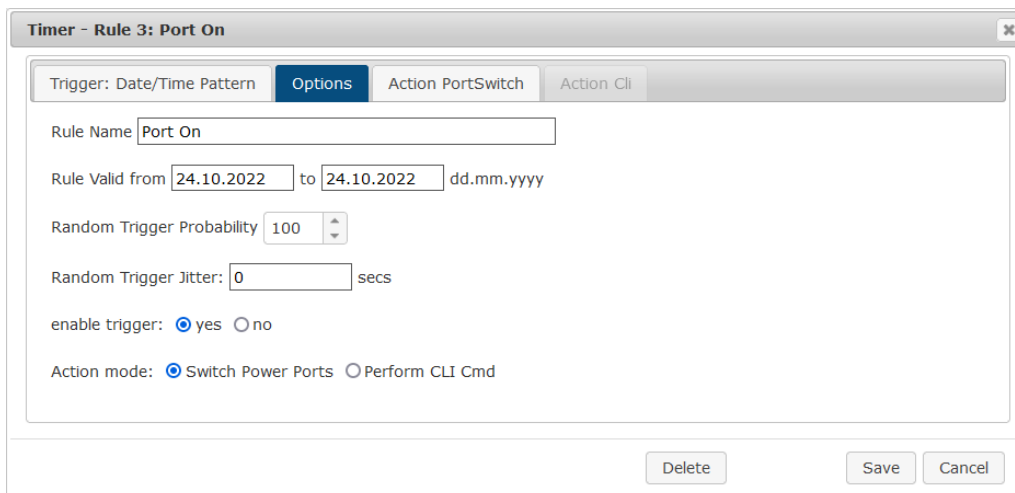 Timer - Rule 3: Port On
Trigger: Date/Time Pattern Options Action PortSwitch Action Cli
Rule Name Port On
Rule Valid from 24.10.2022 to 24.10.2022 dd.mm.yyyy
Random Trigger Probability 100
Random Trigger Jitter: 0 secs
enable trigger: yes no
Action mode: Switch Power Ports Perform CLI Cmd
Delete Save Cancel